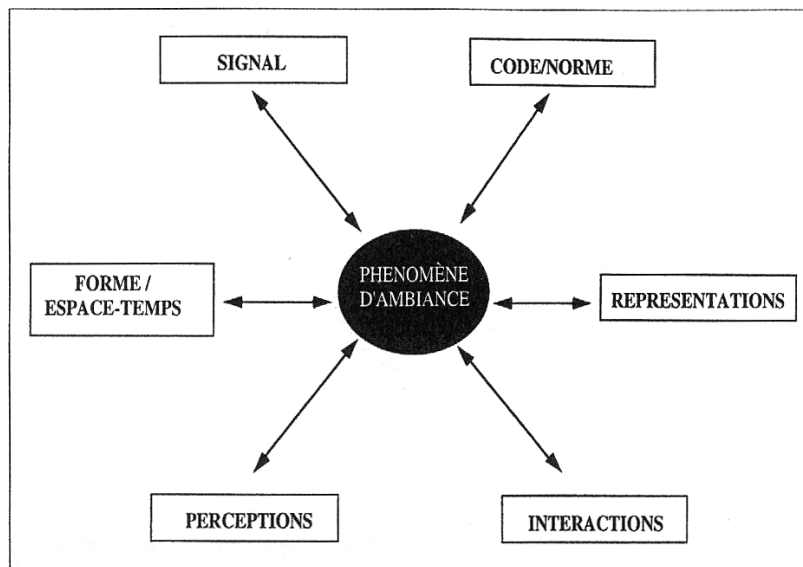 SIGNAL
CODE/NORME
PHENOMÈNE
D'AMBIANCE
FORME /
ESPACE-TEMPS
REPRESENTATIONS
PERCEPTIONS
INTERACTIONS